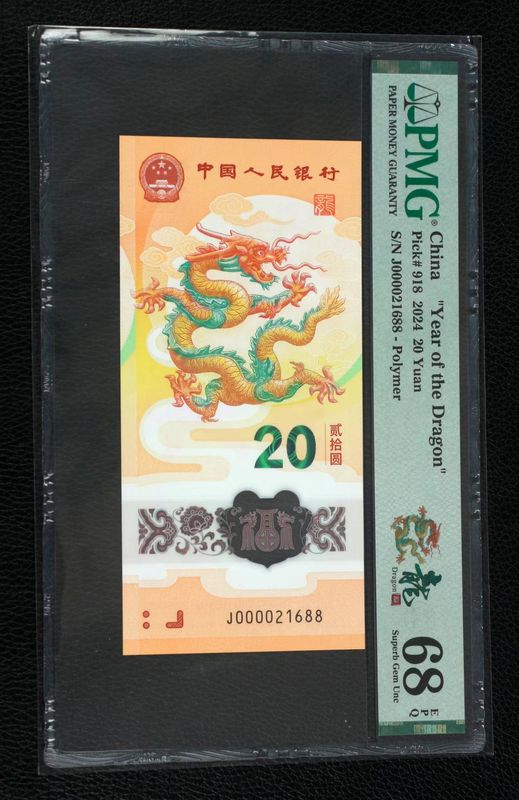 中国人民银行
龍
20
贰拾圆
J000021688
PMG®
PAPER MONEY GUARANTY
China "Year of the Dragon"
Pick# 918 2024 20 Yuan
S/N J000021688 - Polymer
龍
Dragon
68 EPQ
Superb Gem Unc